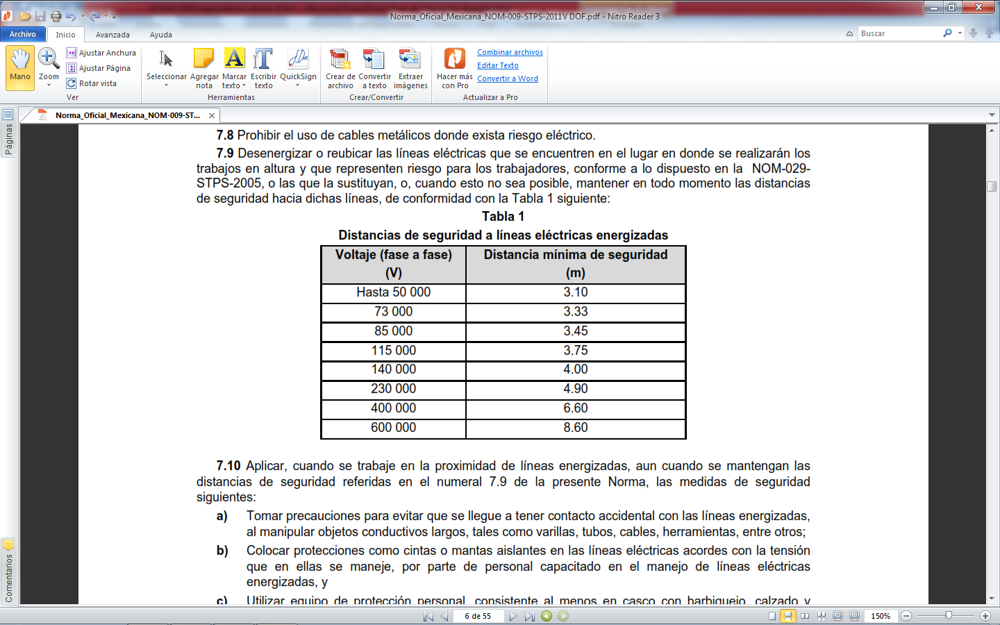 Norma_Oficial_Mexicana_NOM-009-STPS-2011V DOF.pdf - Nitro Reader 3
Archivo
Inicio
Avanzada
Ayuda
Buscar
Mano
Zoom
Ajustar Anchura
Ajustar Página
Rotar vista
Ver
Seleccionar
Agregar nota
Marcar texto
Escribir texto
QuickSign
Herramientas
Crear de archivo
Convertir a texto
Extraer imágenes
Crear/Convertir
Hacer más con Pro
Combinar archivos
Editar Texto
Convertir a Word
Actualizar a Pro
Norma_Oficial_Mexicana_NOM-009-ST...
Páginas
7.8 Prohibir el uso de cables metálicos donde exista riesgo eléctrico.
7.9 Desenergizar o reubicar las líneas eléctricas que se encuentren en el lugar en donde se realizarán los
trabajos en altura y que representen riesgo para los trabajadores, conforme a lo dispuesto en la NOM-029-
STPS-2005, o las que la sustituyan, o, cuando esto no sea posible, mantener en todo momento las distancias
de seguridad hacia dichas líneas, de conformidad con la Tabla 1 siguiente:
Tabla 1
Distancias de seguridad a líneas eléctricas energizadas
Voltaje (fase a fase) (V) Distancia mínima de seguridad (m)
Hasta 50 000 3.10
73 000 3.33
85 000 3.45
115 000 3.75
140 000 4.00
230 000 4.90
400 000 6.60
600 000 8.60
7.10 Aplicar, cuando se trabaje en la proximidad de líneas energizadas, aun cuando se mantengan las
distancias de seguridad referidas en el numeral 7.9 de la presente Norma, las medidas de seguridad
siguientes:
a) Tomar precauciones para evitar que se llegue a tener contacto accidental con las líneas energizadas,
al manipular objetos conductivos largos, tales como varillas, tubos, cables, herramientas, entre otros;
b) Colocar protecciones como cintas o mantas aislantes en las líneas eléctricas acordes con la tensión
que en ellas se maneje, por parte de personal capacitado en el manejo de líneas eléctricas
energizadas, y
c) Utilizar equipo de protección personal, consistente al menos en casco con barbiquejo, calzado y
Comentarios
6 de 55
150%